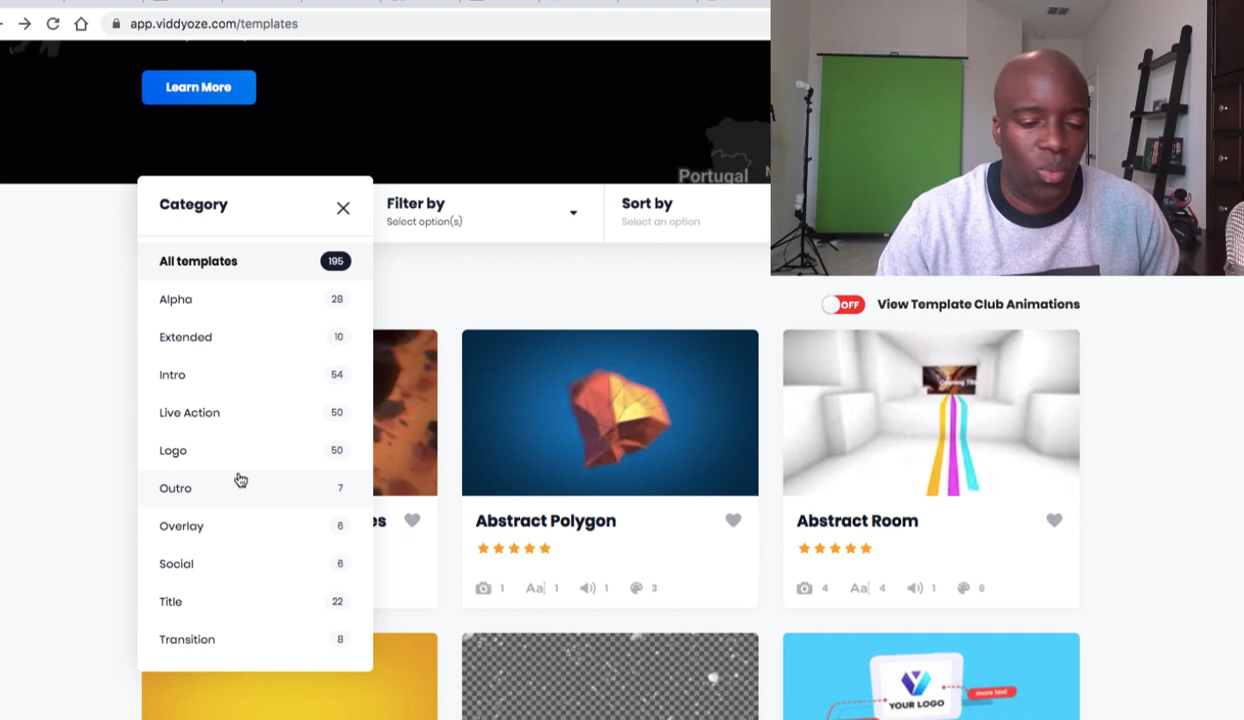 app.viddyoze.com/templates
Learn More
Portugal
Category
Filter by
Select option(s)
Sort by
Select an option
All templates 195
Alpha 28
Extended 10
Intro 54
Live Action 50
Logo 50
Outro 7
Overlay 6
Social 6
Title 22
Transition 8
OFF View Template Club Animations
es
Abstract Polygon
1 Aa 1 1 3
Opening Title
Abstract Room
4 Aa 4 1 6
YOUR LOGO
more text